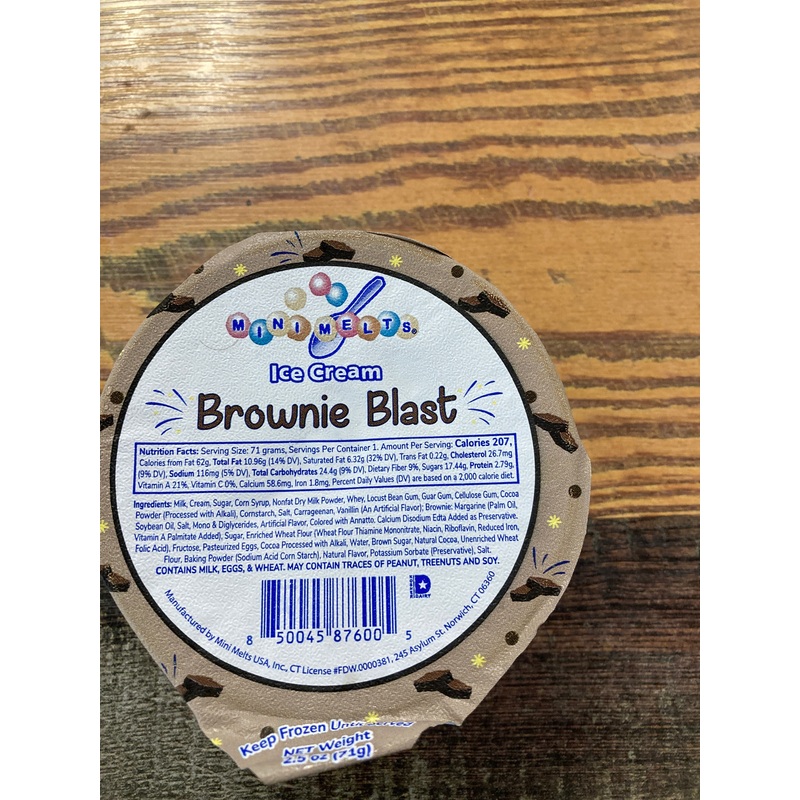 MINI MELTS®
Ice Cream
Brownie Blast
Nutrition Facts: Serving Size: 71 grams, Servings Per Container 1. Amount Per Serving: Calories 207,
Calories from Fat 62g, Total Fat 10.96g (14% DV), Saturated Fat 6.32g (32% DV), Trans Fat 0.22g, Cholesterol 26.7mg
(9% DV), Sodium 116mg (5% DV), Total Carbohydrates 24.4g (9% DV), Dietary Fiber 9%, Sugars 17.44g, Protein 2.79g,
Vitamin A 21%, Vitamin C 0%, Calcium 58.6mg, Iron 1.8mg, Percent Daily Values (DV) are based on a 2,000 calorie diet.
Ingredients: Milk, Cream, Sugar, Corn Syrup, Nonfat Dry Milk Powder, Whey, Locust Bean Gum, Guar Gum, Cellulose Gum, Cocoa
Powder (Processed with Alkali), Cornstarch, Salt, Carrageenan, Vanillin (An Artificial Flavor); Brownie: Margarine (Palm Oil,
Soybean Oil, Salt, Mono & Diglycerides, Artificial Flavor, Colored with Annatto. Calcium Disodium Edta Added as Preservative.
Vitamin A Palmitate Added), Sugar, Enriched Wheat Flour (Wheat Flour Thiamine Mononitrate, Niacin, Riboflavin, Reduced Iron,
Folic Acid), Fructose, Pasteurized Eggs, Cocoa Processed with Alkali, Water, Brown Sugar, Natural Cocoa, Unenriched Wheat
Flour, Baking Powder (Sodium Acid Corn Starch), Natural Flavor, Potassium Sorbate (Preservative), Salt.
CONTAINS MILK, EGGS, & WHEAT. MAY CONTAIN TRACES OF PEANUT, TREENUTS AND SOY.
D
8 50045 87600 5
Manufactured by Mini Melts USA, Inc., CT License #FDW.0000381, 245 Asylum St. Norwich, CT 06360
Keep Frozen Until Served
NET Weight
2.5 oz (71g)